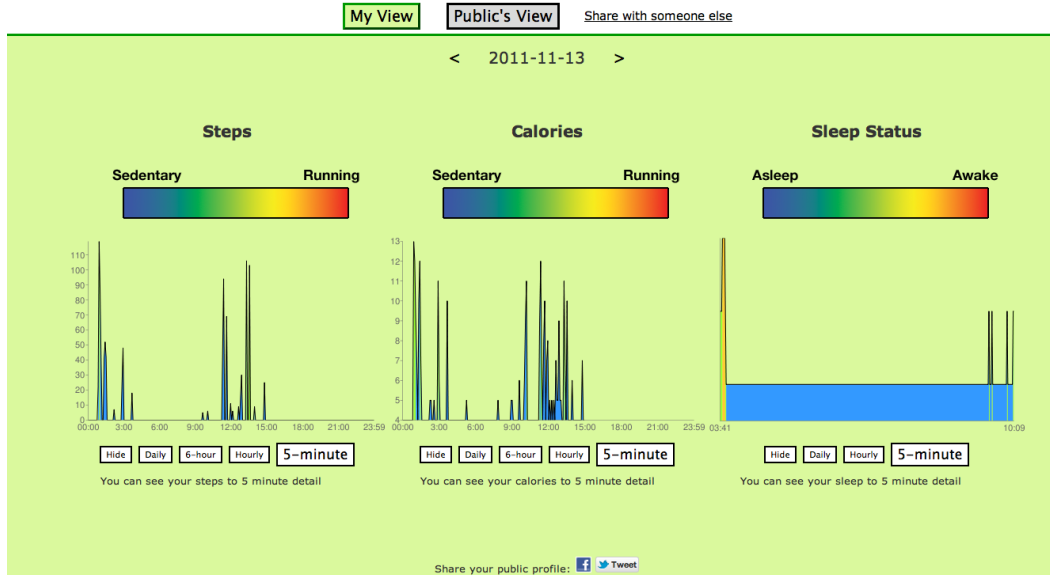 My View Public's View Share with someone else
< 2011-11-13 >
Steps Calories Sleep Status
Sedentary Running Sedentary Running Asleep Awake
110
100
90
80
70
60
50
40
30
20
10
0
00:00 3:00 6:00 9:00 12:00 15:00 18:00 21:00 23:59
13
12
11
10
9
8
7
6
5
4
00:00 3:00 6:00 9:00 12:00 15:00 18:00 21:00 23:59
03:41 10:09
Hide Daily 6-hour Hourly 5-minute
Hide Daily 6-hour Hourly 5-minute
Hide Daily Hourly 5-minute
You can see your steps to 5 minute detail
You can see your calories to 5 minute detail
You can see your sleep to 5 minute detail
Share your public profile: f Tweet